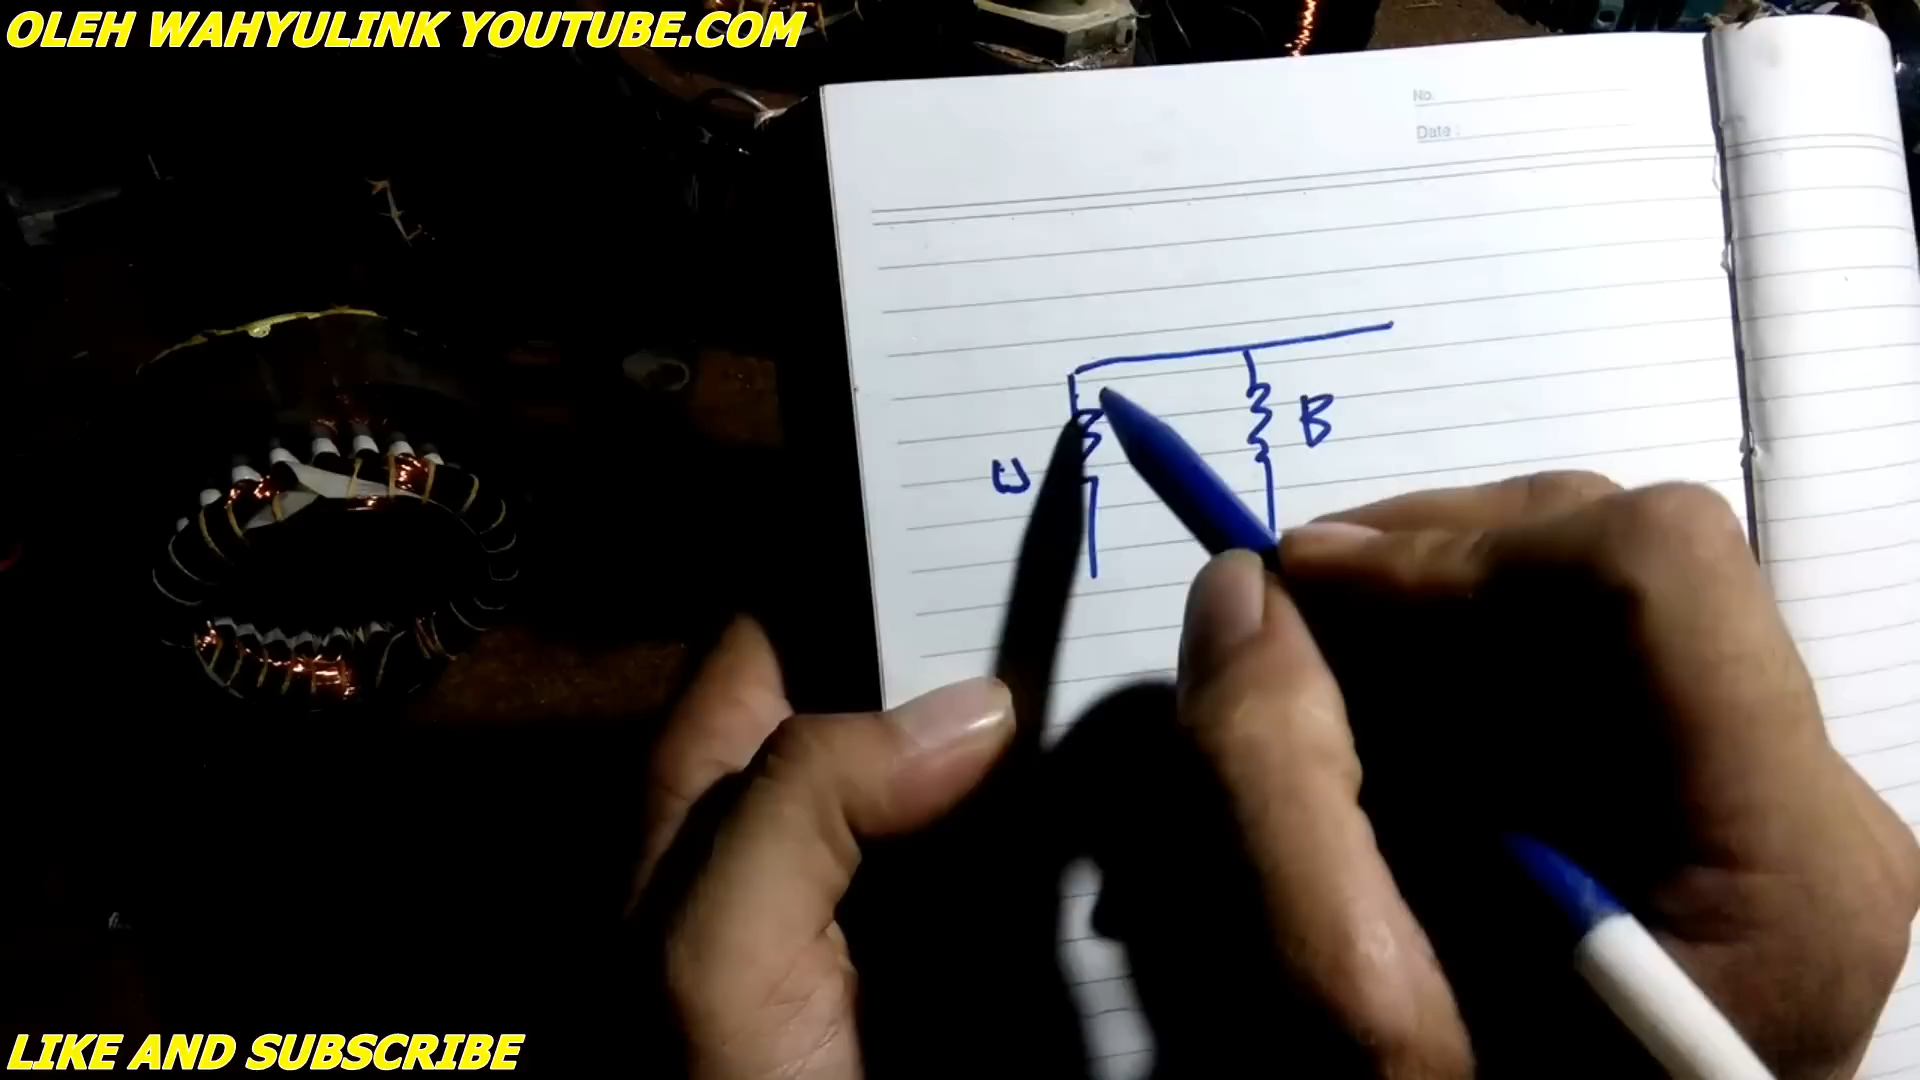 OLEH WAHYULINK YOUTUBE.COM
No.
Date :
U
B
LIKE AND SUBSCRIBE